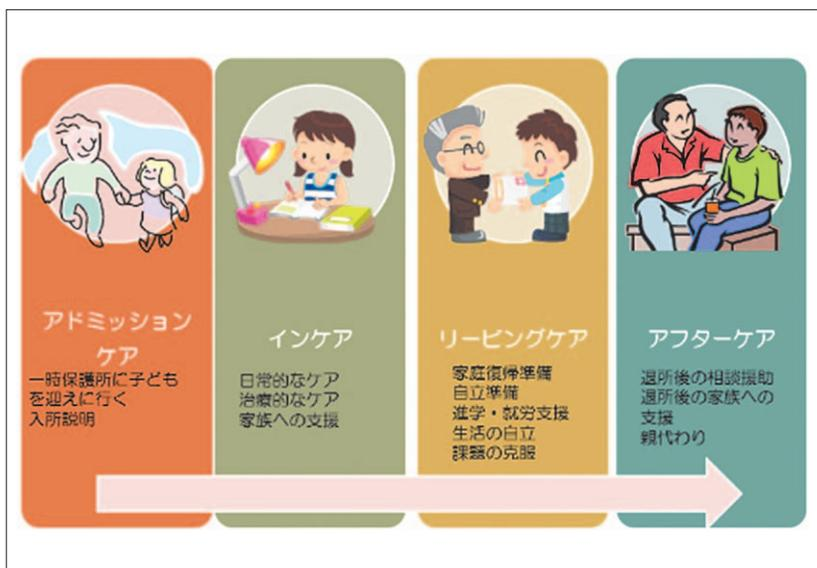 アドミッション
ケア
一時保護所に子ども
を迎えに行く
入所説明
インケア
日常的なケア
治療的なケア
家族への支援
リービングケア
家庭復帰準備
自立準備
進学・就労支援
生活の自立
課題の克服
アフターケア
退所後の相談援助
退所後の家族への
支援
親代わり